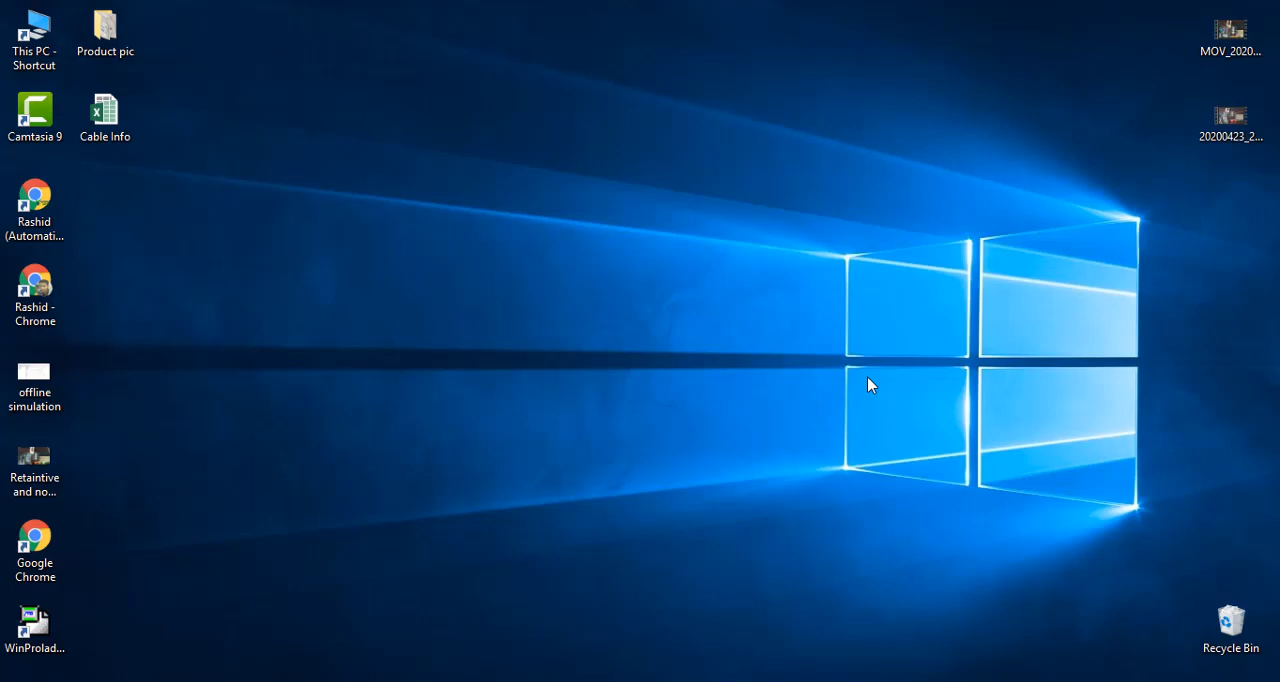 This PC -
Shortcut
Product pic
Camtasia 9
Cable Info
Rashid
(Automati...
Rashid -
Chrome
offline
simulation
Retaintive
and no...
Google
Chrome
WinProlad...
MOV_2020...
20200423_2...
Recycle Bin